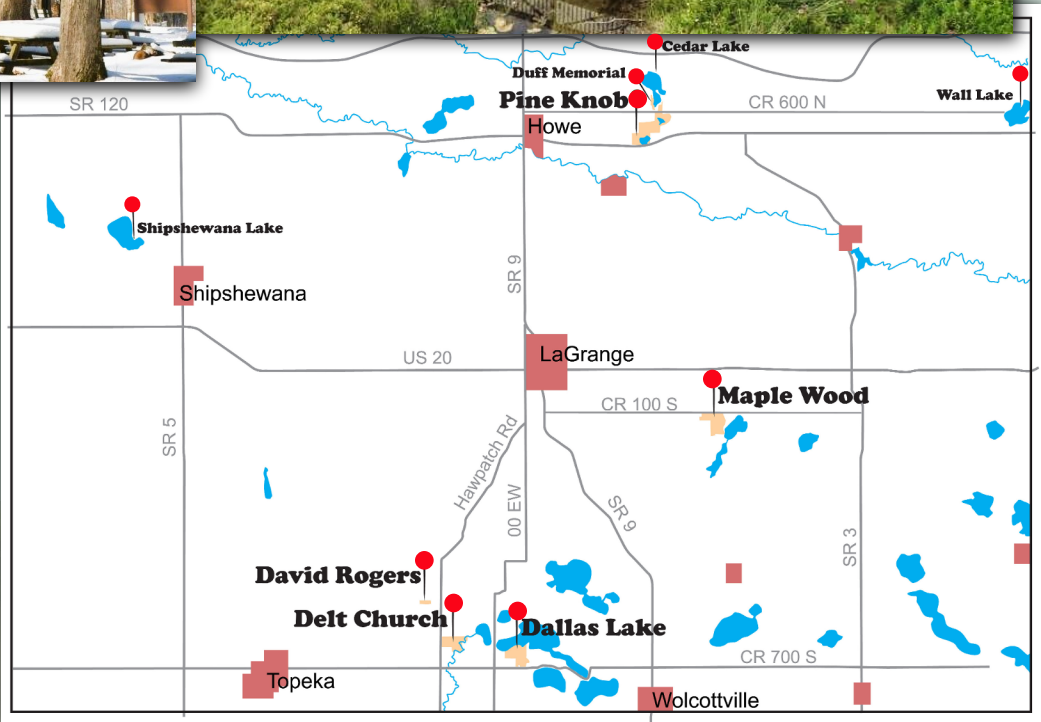 Cedar Lake
Duff Memorial
Wall Lake
Pine Knob
SR 120
CR 600 N
Howe
Shipshewana Lake
SR 9
Shipshewana
LaGrange
US 20
Maple Wood
CR 100 S
SR 5
Hawpatch Rd
00 EW
SR 9
SR 3
David Rogers
Delt Church
Dallas Lake
CR 700 S
Topeka
Wolcottville